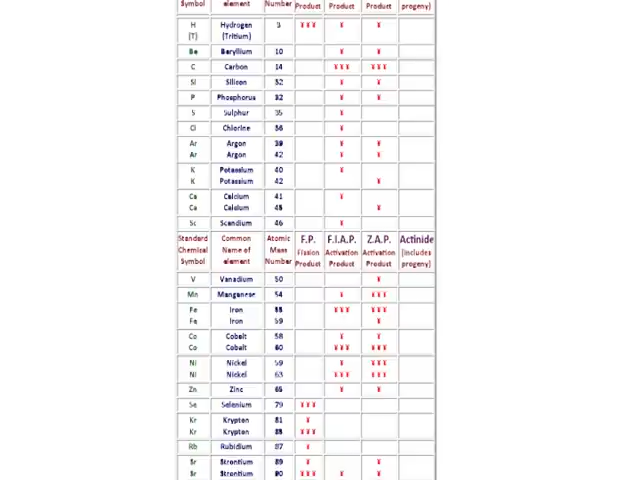 Symbol element Number Product Product Product progeny)
H Hydrogen 3 ¥¥¥ ¥ ¥
(T) (Tritium)
Be Beryllium 10 ¥ ¥
C Carbon 14 ¥¥¥ ¥¥¥
Si Silicon 32 ¥ ¥
P Phosphorus 32 ¥ ¥
S Sulphur 35 ¥
Cl Chlorine 36 ¥
Ar Argon 39 ¥ ¥
Ar Argon 42 ¥ ¥
K Potassium 40 ¥
K Potassium 42 ¥
Ca Calcium 41 ¥
Ca Calcium 45 ¥
Sc Scandium 46 ¥
Standard Common Atomic F.P. F.I.A.P. Z.A.P. Actinide
Chemical Name of Mass Fission Activation Activation (includes
Symbol element Number Product Product Product progeny)
V Vanadium 50 ¥
Mn Manganese 54 ¥ ¥¥¥
Fe Iron 55 ¥¥¥ ¥¥¥
Fe Iron 59 ¥
Co Cobalt 58 ¥ ¥
Co Cobalt 60 ¥¥¥ ¥¥¥
Ni Nickel 59 ¥ ¥¥¥
Ni Nickel 63 ¥¥¥ ¥¥¥
Zn Zinc 65 ¥ ¥
Se Selenium 79 ¥¥¥
Kr Krypton 81 ¥
Kr Krypton 85 ¥¥¥
Rb Rubidium 87 ¥
Sr Strontium 89 ¥ ¥
Sr Strontium 90 ¥¥¥ ¥ ¥